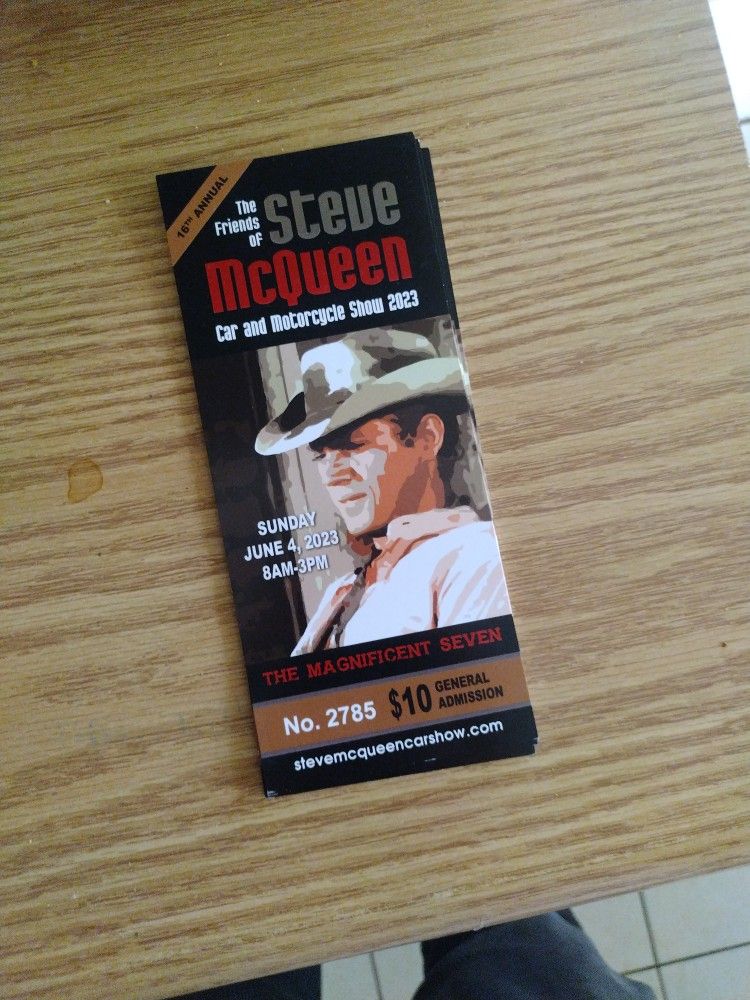 16TH ANNUAL
The
Friends
of
Steve
McQueen
Car and Motorcycle Show 2023
SUNDAY
JUNE 4, 2023
8AM-3PM
THE MAGNIFICENT SEVEN
No. 2785 $10 GENERAL
ADMISSION
stevemcqueencarshow.com